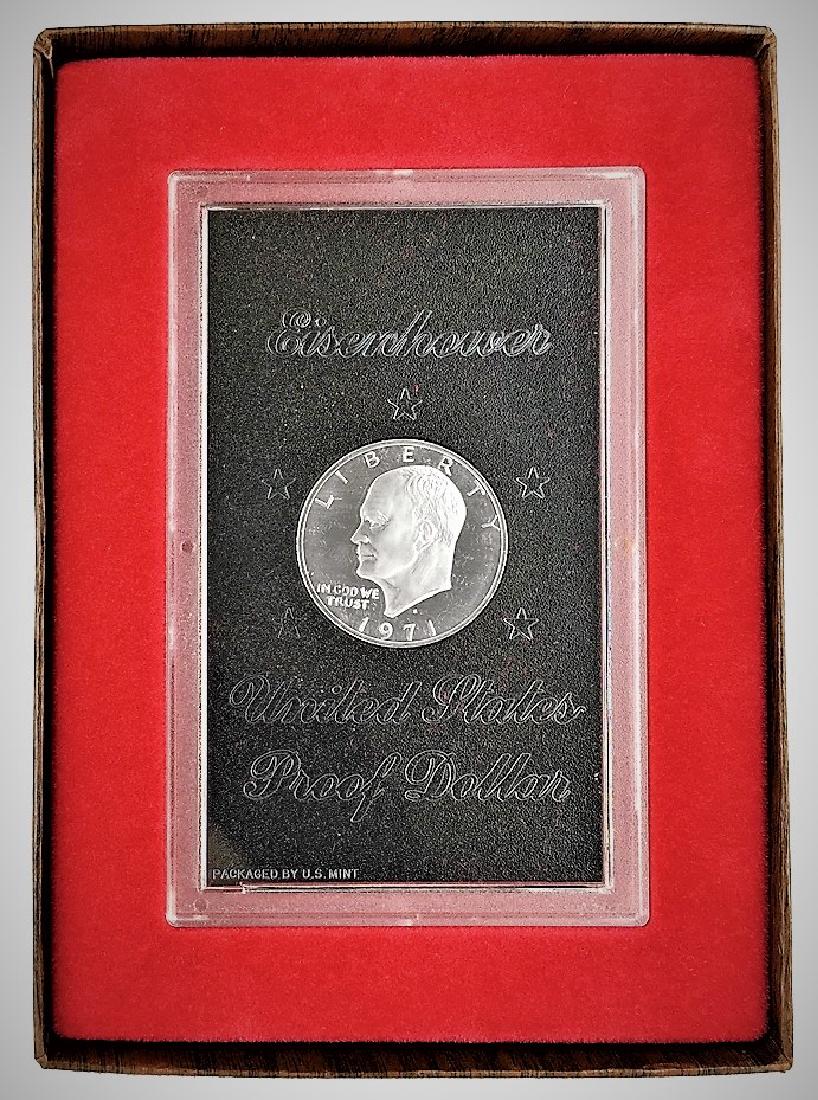 Eisenhower
LIBERTY
IN GOD WE
TRUST
1971
United States
Proof Dollar
PACKAGED BY U.S. MINT